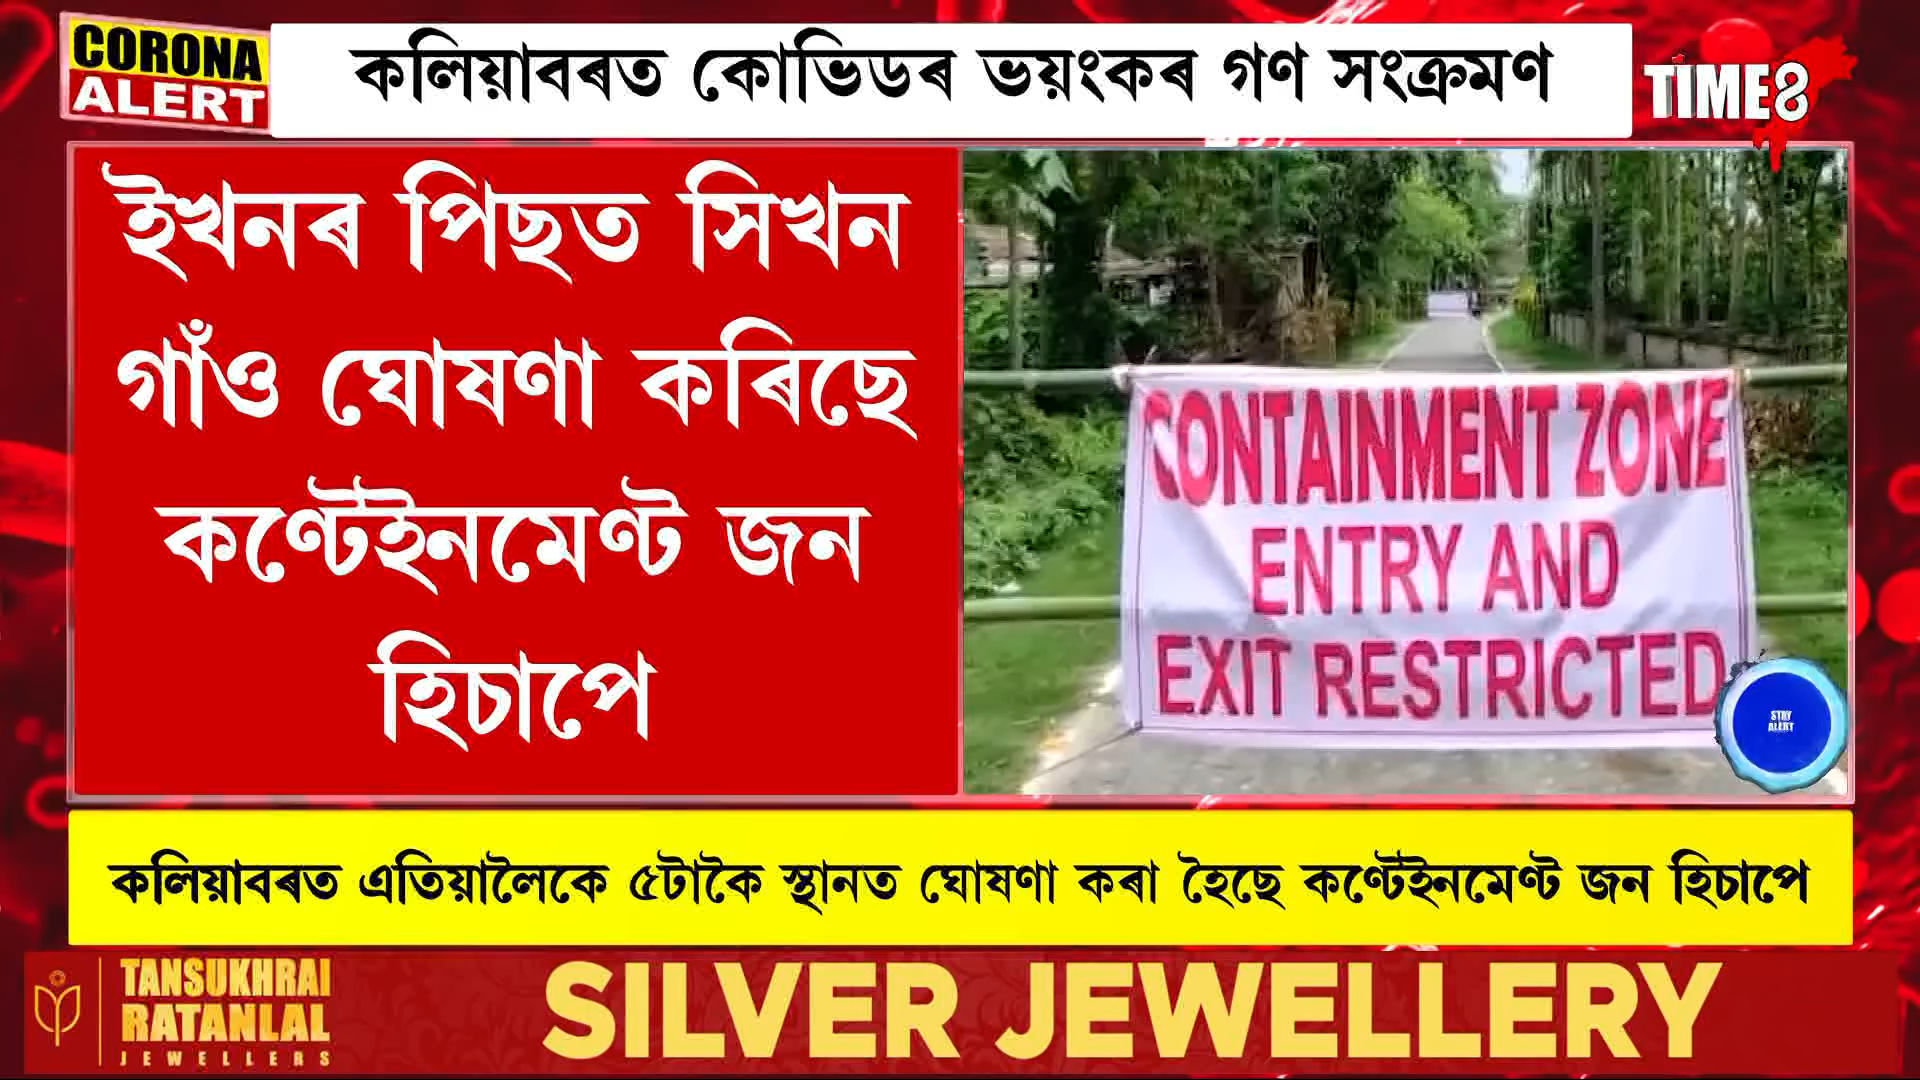 CORONA
ALERT
কলিয়াবৰত কোভিডৰ ভয়ংকৰ গণ সংক্ৰমণ
TIME8
ইখনৰ পিছত সিখন
গাঁও ঘোষণা কৰিছে
কণ্টেইনমেণ্ট জন
হিচাপে
CONTAINMENT ZONE
ENTRY AND
EXIT RESTRICTED
STAY
ALERT
কলিয়াবৰত এতিয়ালৈকে ৫টাকৈ স্থানত ঘোষণা কৰা হৈছে কণ্টেইনমেণ্ট জন হিচাপে
TANSUKHRAI
RATANLAL
JEWELLERS
SILVER JEWELLERY